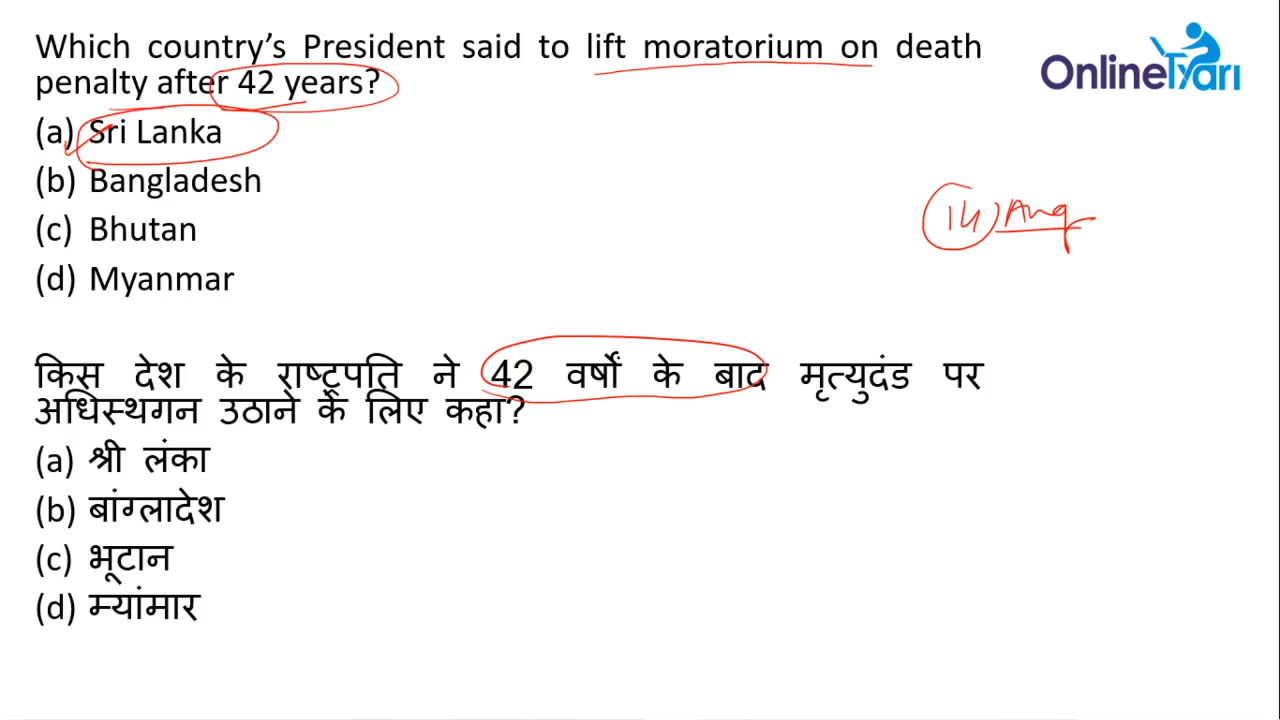 Which country's President said to lift moratorium on death
penalty after 42 years?
(a) Sri Lanka
(b) Bangladesh
(c) Bhutan
(d) Myanmar
OnlineTyari
14 Aug
किस देश के राष्ट्रपति ने 42 वर्षों के बाद मृत्युदंड पर
अधिस्थगन उठाने के लिए कहा?
(a) श्री लंका
(b) बांग्लादेश
(c) भूटान
(d) म्यांमार